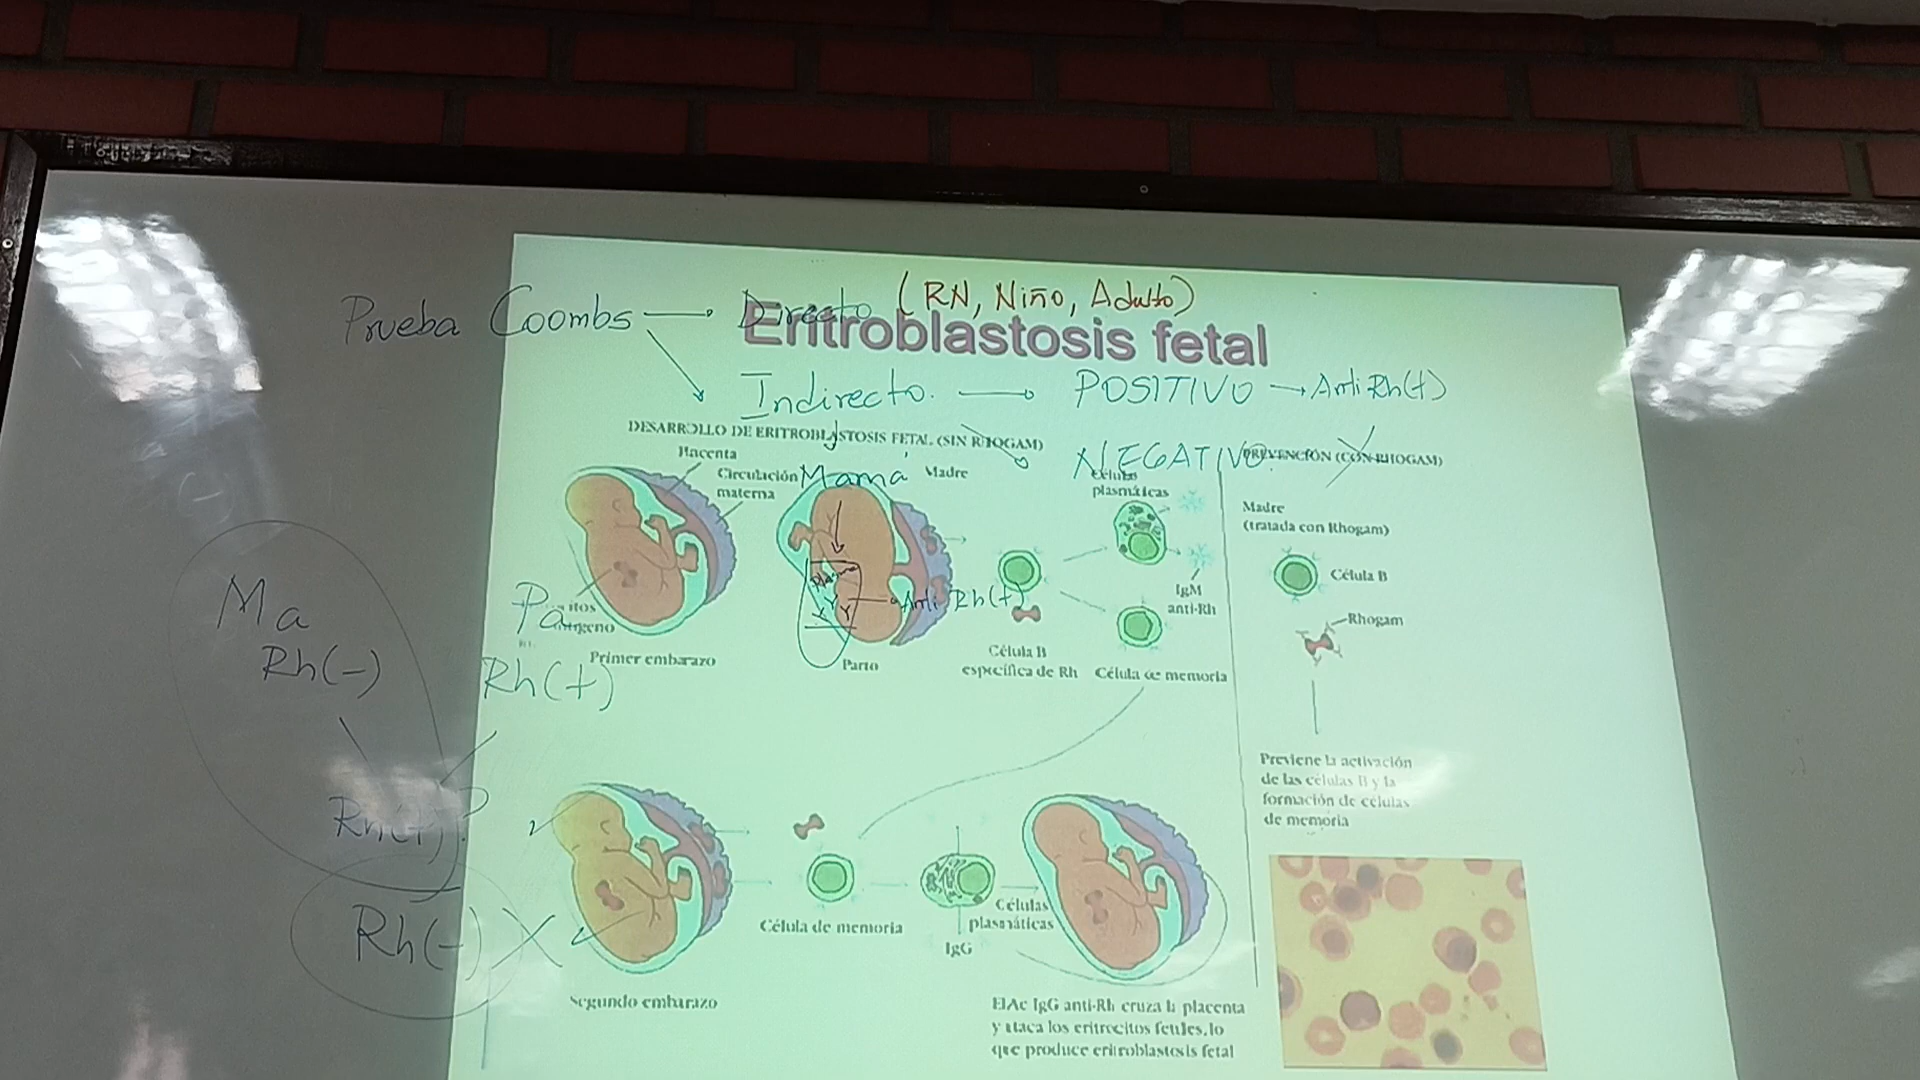 Prueba Coombs → Directo (RN, Niño, Adulto)
Eritroblastosis fetal
Indirecto. → POSITIVO → Anti Rh(+)
NEGATIVO.
Mamá
DESARROLLO DE ERITROBLASTOSIS FETAL (SIN RHOGAM)
Placenta
Circulación
materna
Madre
Células
plasmáticas
IgM
anti-Rh
Plasma
Anti Rh(+)
Primer embarazo
Parto
Célula B
específica de Rh
Célula de memoria
PREVENCIÓN (CON RHOGAM)
Madre
(tratada con Rhogam)
Célula B
Rhogam
Previene la activación
de las células B y la
formación de células
de memoria
Ma
Rh(-)
Pa
Rh(+)
Rh(+)?
Rh(-) X
Segundo embarazo
Célula de memoria
Células
plasmáticas
IgG
El Ac IgG anti-Rh cruza la placenta
y ataca los eritrocitos fetales, lo
que produce eritroblastosis fetal